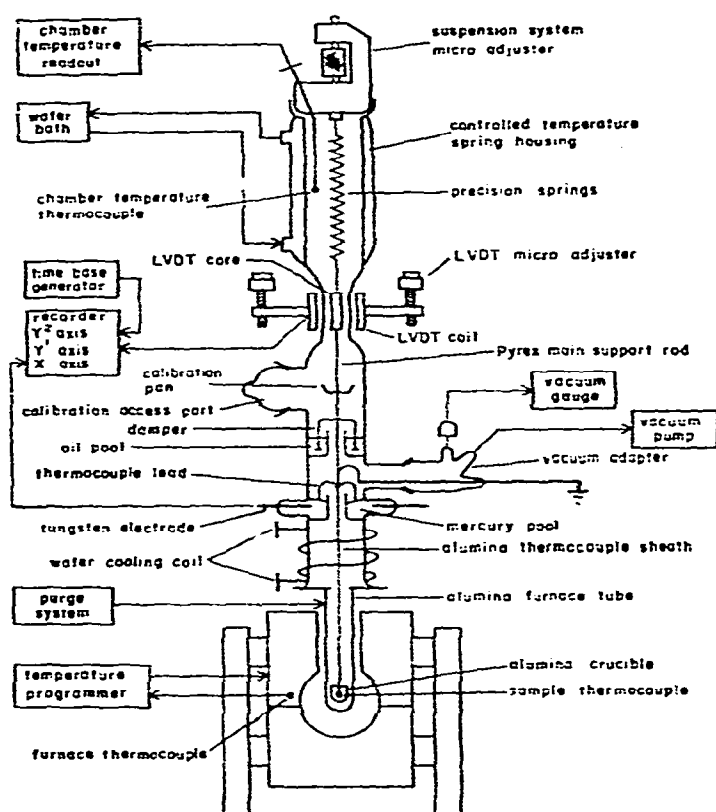 chamber
temperature
readout
suspension system
micro adjuster
water
bath
controlled temperature
spring housing
chamber temperature
thermocouple
precision springs
LVDT core
LVDT micro adjuster
time base
generator
recorder
Y² axis
Y¹ axis
X axis
LVDT coil
Pyrex main support rod
calibration
pan
vacuum
gauge
calibration access port
damper
vacuum
pump
oil pool
vacuum adapter
thermocouple lead
tungsten electrode
mercury pool
water cooling coil
alumina thermocouple sheath
purge
system
alumina furnace tube
temperature
programmer
alumina crucible
sample thermocouple
furnace thermocouple